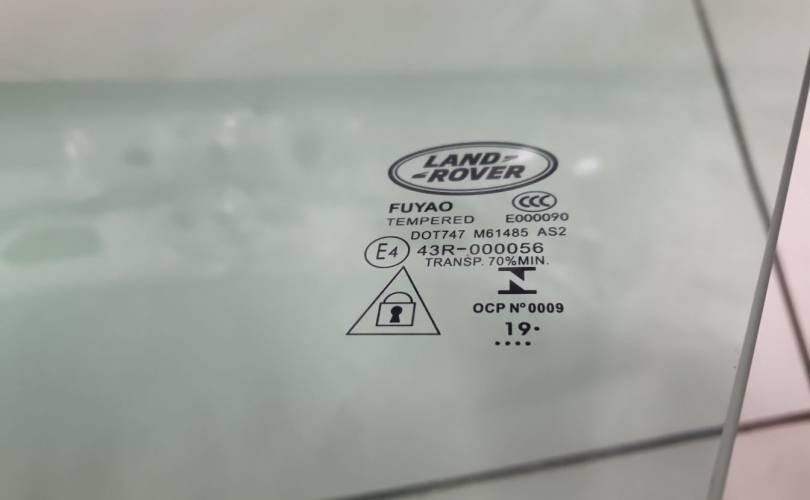 LAND
ROVER
FUYAO
CCC
TEMPERED E000090
DOT747 M61485 AS2
E4 43R-000056
TRANSP. 70%MIN.
OCP Nº0009
19.
....